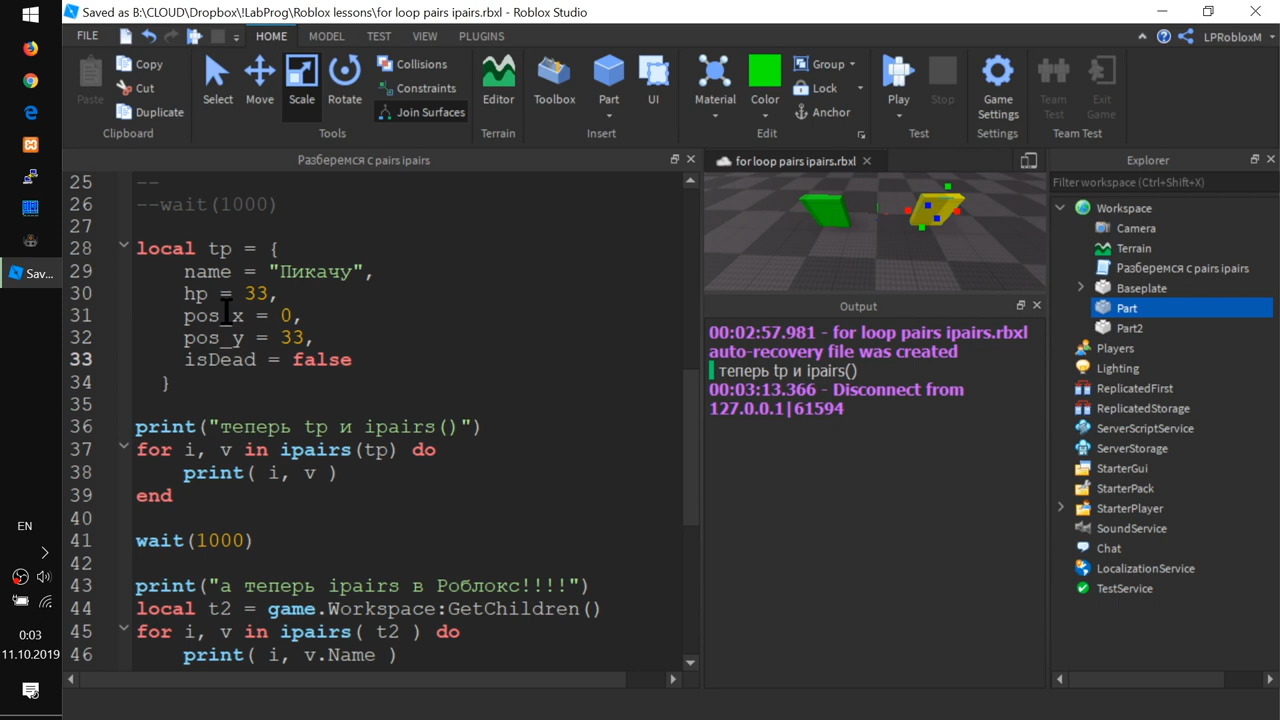 Saved as B:\CLOUD\Dropbox\!LabProg\Roblox lessons\for loop pairs ipairs.rbxl - Roblox Studio
FILE HOME MODEL TEST VIEW PLUGINS LPRobloxM
Paste Copy Cut Duplicate Clipboard
Select Move Scale Rotate Collisions Constraints Join Surfaces Tools
Editor Terrain
Toolbox Part UI Insert
Material Color Group Lock Anchor Edit
Play Stop Test
Game Settings Settings
Team Test Exit Game Team Test
Разберемся с pairs ipairs
25 --
26 --wait(1000)
27
28 local tp = {
29 name = "Пикачу",
30 hp = 33,
31 pos_x = 0,
32 pos_y = 33,
33 isDead = false
34 }
35
36 print("теперь tp и ipairs()")
37 for i, v in ipairs(tp) do
38 print( i, v )
39 end
40
41 wait(1000)
42
43 print("а теперь ipairs в Роблокс!!!!")
44 local t2 = game.Workspace:GetChildren()
45 for i, v in ipairs( t2 ) do
46 print( i, v.Name )
for loop pairs ipairs.rbxl
Output
00:02:57.981 - for loop pairs ipairs.rbxl
auto-recovery file was created
теперь tp и ipairs()
00:03:13.366 - Disconnect from
127.0.0.1|61594
Explorer
Filter workspace (Ctrl+Shift+X)
Workspace
Camera
Terrain
Разберемся с pairs ipairs
Baseplate
Part
Part2
Players
Lighting
ReplicatedFirst
ReplicatedStorage
ServerScriptService
ServerStorage
StarterGui
StarterPack
StarterPlayer
SoundService
Chat
LocalizationService
TestService
Sav...
EN
0:03
11.10.2019